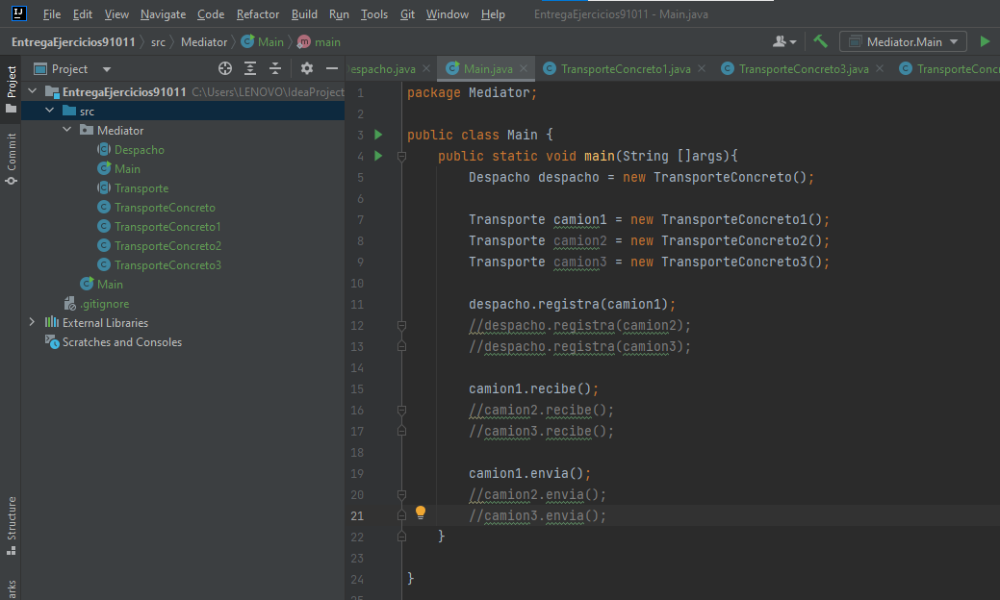 File Edit View Navigate Code Refactor Build Run Tools Git Window Help EntregaEjercicios91011 - Main.java
EntregaEjercicios91011 src Mediator Main main Mediator.Main
Project espacho.java Main.java TransporteConcreto1.java TransporteConcreto3.java TransporteConcr
Project
Commit
Structure
arks
EntregaEjercicios91011 C:\Users\LENOVO\IdeaProject
src
Mediator
Despacho
Main
Transporte
TransporteConcreto
TransporteConcreto1
TransporteConcreto2
TransporteConcreto3
Main
.gitignore
External Libraries
Scratches and Consoles
1 package Mediator;
2
3 public class Main {
4 public static void main(String []args){
5 Despacho despacho = new TransporteConcreto();
6
7 Transporte camion1 = new TransporteConcreto1();
8 Transporte camion2 = new TransporteConcreto2();
9 Transporte camion3 = new TransporteConcreto3();
10
11 despacho.registra(camion1);
12 //despacho.registra(camion2);
13 //despacho.registra(camion3);
14
15 camion1.recibe();
16 //camion2.recibe();
17 //camion3.recibe();
18
19 camion1.envia();
20 //camion2.envia();
21 //camion3.envia();
22 }
23
24 }
25